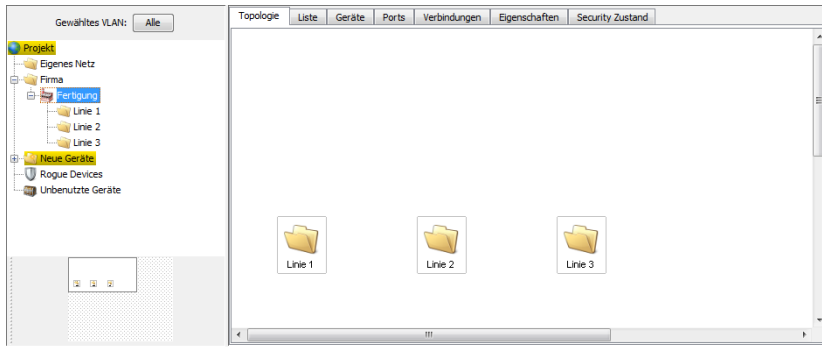 Gewähltes VLAN: Alle
Projekt
Eigenes Netz
Firma
Fertigung
Linie 1
Linie 2
Linie 3
Neue Geräte
Rogue Devices
Unbenutzte Geräte
Topologie Liste Geräte Ports Verbindungen Eigenschaften Security Zustand
Linie 1 Linie 2 Linie 3